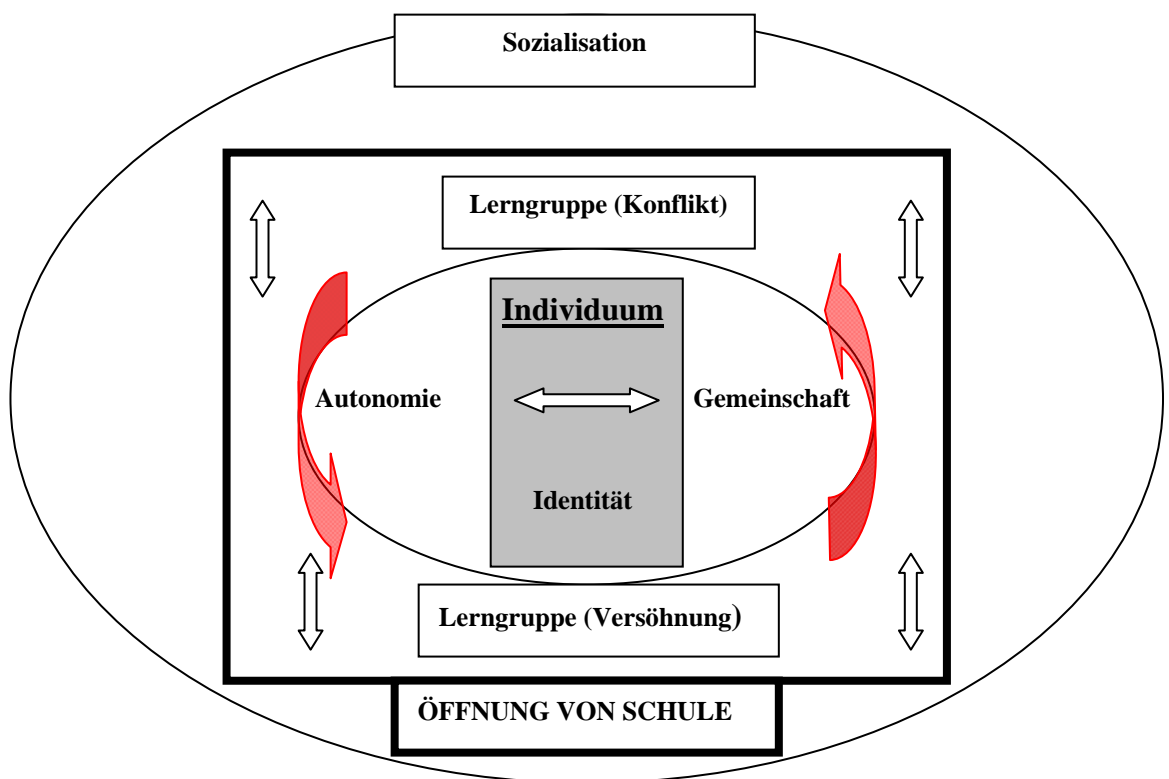 Sozialisation
Lerngruppe (Konflikt)
Individuum
Autonomie
Gemeinschaft
Identität
Lerngruppe (Versöhnung)
ÖFFNUNG VON SCHULE